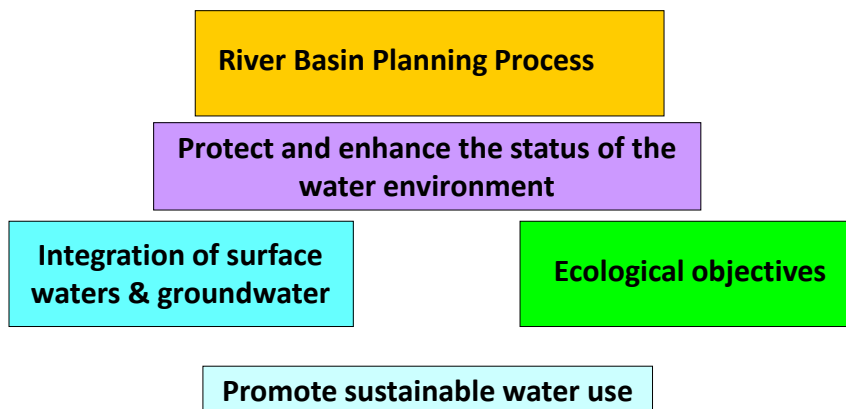 River Basin Planning Process
Protect and enhance the status of the
water environment
Integration of surface
waters & groundwater
Ecological objectives
Promote sustainable water use